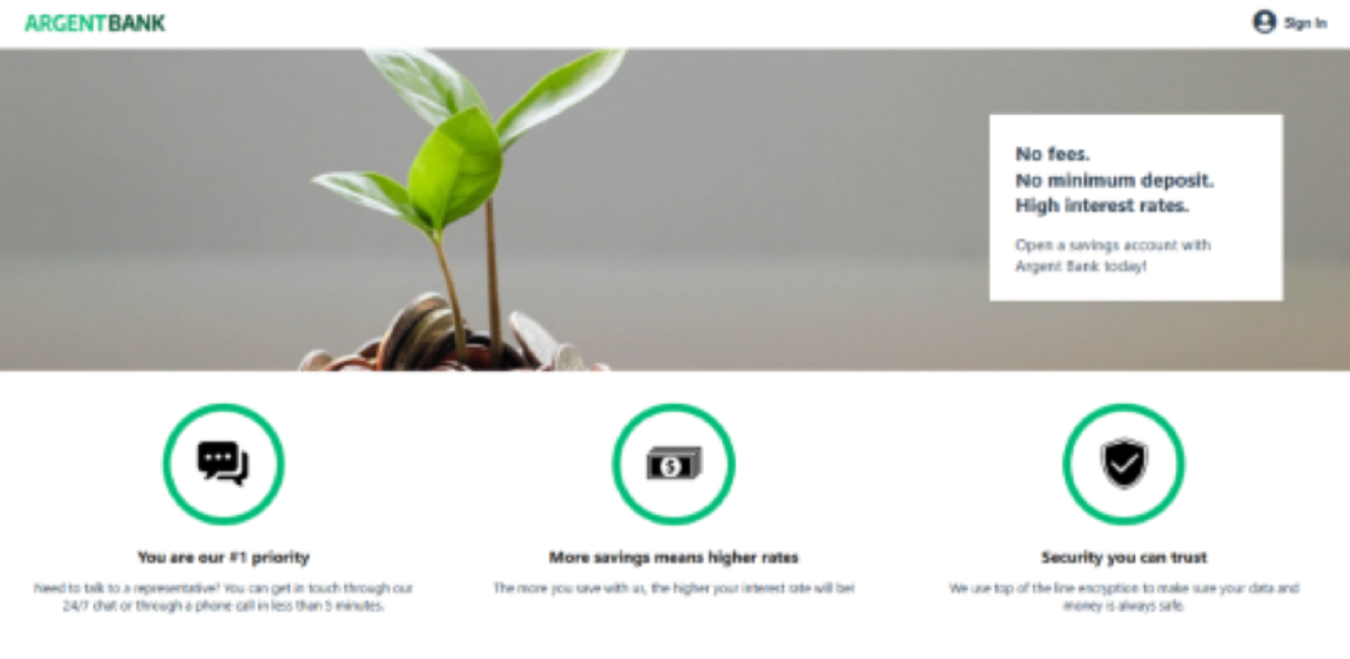 ARGENTBANK
Sign In
No fees.
No minimum deposit.
High interest rates.
Open a savings account with
Argent Bank today!
You are our #1 priority
Need to talk to a representative? You can get in touch through our
24/7 chat or through a phone call in less than 5 minutes.
More savings means higher rates
The more you save with us, the higher your interest rate will be!
Security you can trust
We use top of the line encryption to make sure your data and
money is always safe.